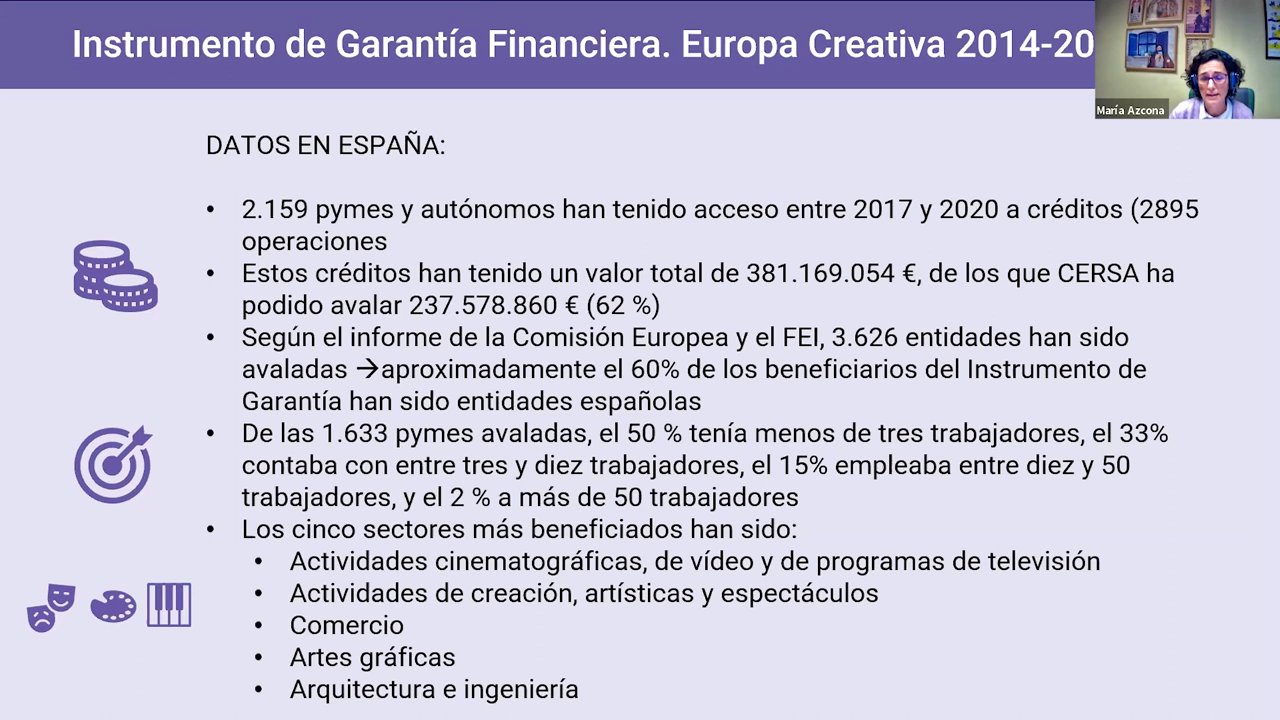 Instrumento de Garantía Financiera. Europa Creativa 2014-20
María Azcona
DATOS EN ESPAÑA:
• 2.159 pymes y autónomos han tenido acceso entre 2017 y 2020 a créditos (2895
operaciones
• Estos créditos han tenido un valor total de 381.169.054 €, de los que CERSA ha
podido avalar 237.578.860 € (62 %)
• Según el informe de la Comisión Europea y el FEI, 3.626 entidades han sido
avaladas →aproximadamente el 60% de los beneficiarios del Instrumento de
Garantía han sido entidades españolas
• De las 1.633 pymes avaladas, el 50 % tenía menos de tres trabajadores, el 33%
contaba con entre tres y diez trabajadores, el 15% empleaba entre diez y 50
trabajadores, y el 2 % a más de 50 trabajadores
• Los cinco sectores más beneficiados han sido:
• Actividades cinematográficas, de vídeo y de programas de televisión
• Actividades de creación, artísticas y espectáculos
• Comercio
• Artes gráficas
• Arquitectura e ingeniería